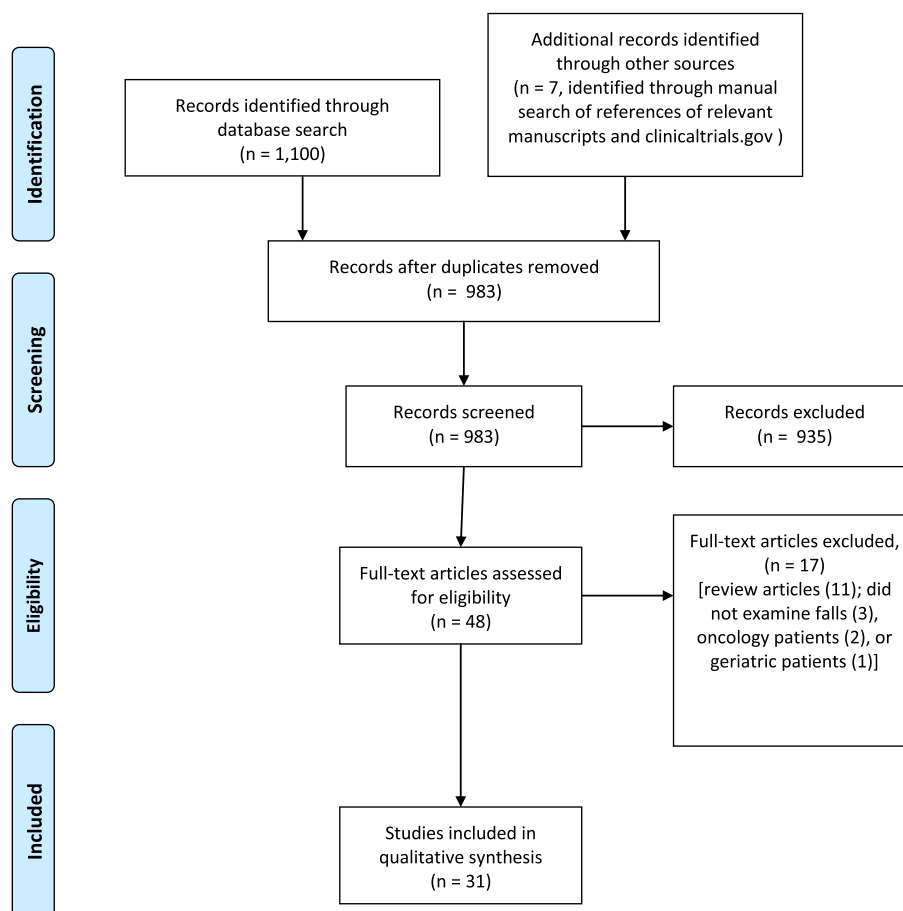 Identification
Records identified through
database search
(n = 1,100)
Additional records identified
through other sources
(n = 7, identified through manual
search of references of relevant
manuscripts and clinicaltrials.gov )
Records after duplicates removed
(n =  983)
Screening
Records screened
(n = 983)
Records excluded
(n =  935)
Eligibility
Full-text articles assessed
for eligibility
(n = 48)
Full-text articles excluded,
(n = 17)
[review articles (11); did
not examine falls (3),
oncology patients (2), or
geriatric patients (1)]
Included
Studies included in
qualitative synthesis
(n = 31)